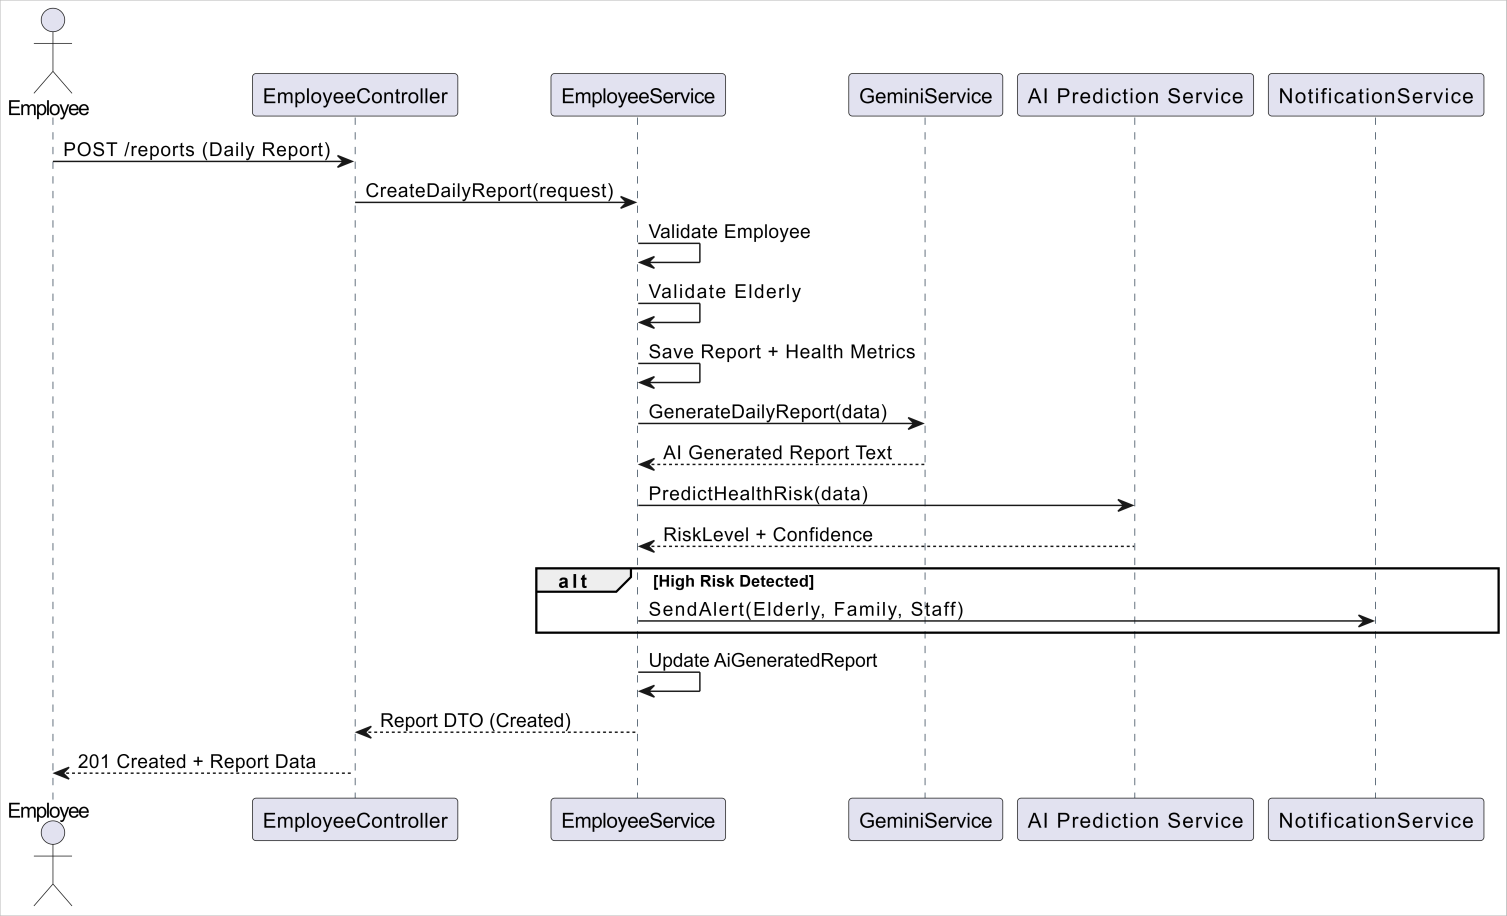 Employee
EmployeeController
EmployeeService
GeminiService
AI Prediction Service
NotificationService
POST /reports (Daily Report)
CreateDailyReport(request)
Validate Employee
Validate Elderly
Save Report + Health Metrics
GenerateDailyReport(data)
AI Generated Report Text
PredictHealthRisk(data)
RiskLevel + Confidence
alt
[High Risk Detected]
SendAlert(Elderly, Family, Staff)
Update AiGeneratedReport
Report DTO (Created)
201 Created + Report Data
Employee
EmployeeController
EmployeeService
GeminiService
AI Prediction Service
NotificationService